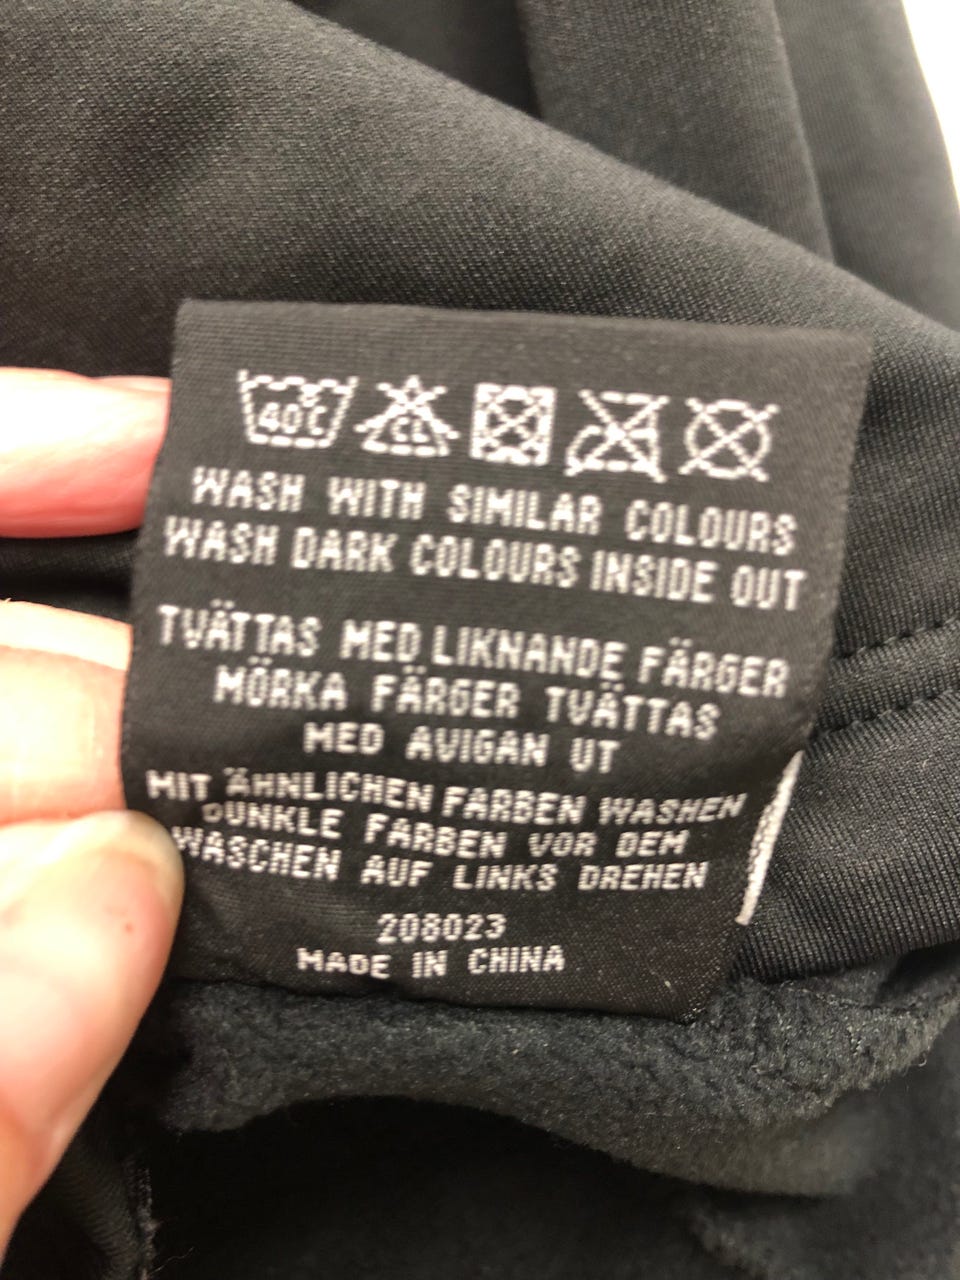 40C CL
WASH WITH SIMILAR COLOURS
WASH DARK COLOURS INSIDE OUT
TVÄTTAS MED LIKNANDE FÄRGER
MÖRKA FÄRGER TVÄTTAS
MED AVIGAN UT
MIT ÄHNLICHEN FARBEN WASHEN
DUNKLE FARBEN VOR DEM
WASCHEN AUF LINKS DREHEN
208023
MADE IN CHINA